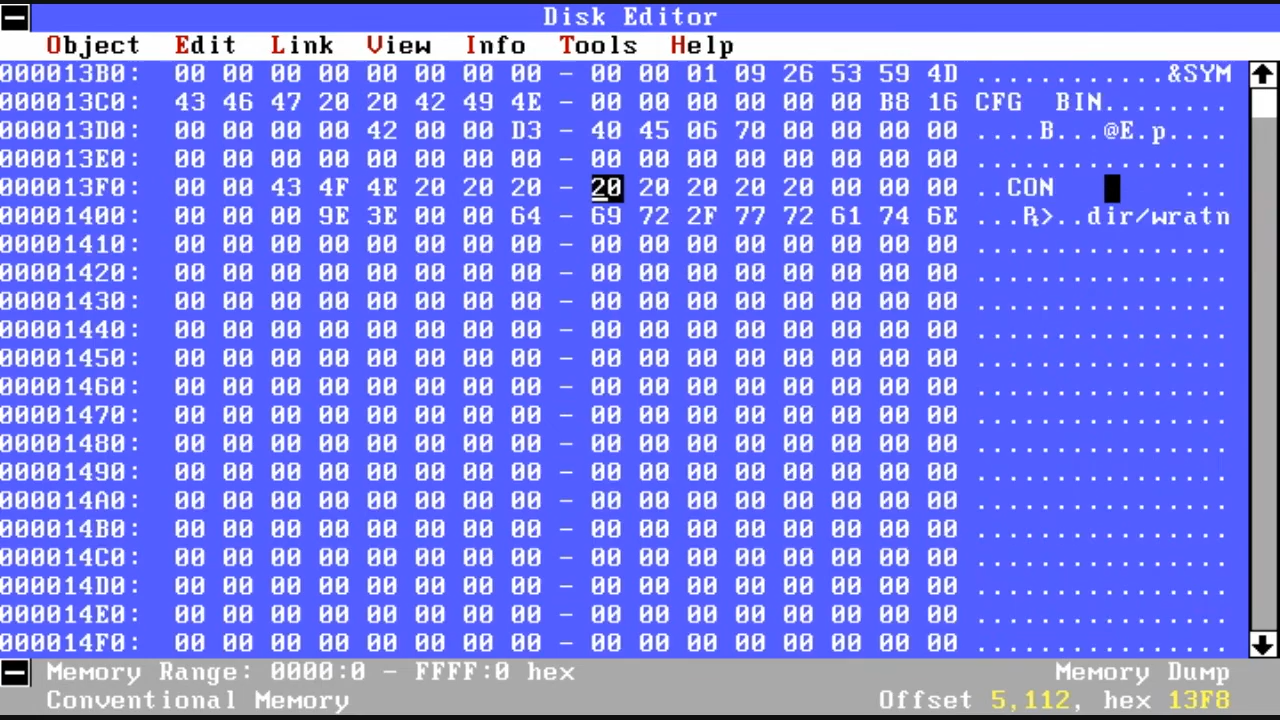 Disk Editor
Object Edit Link View Info Tools Help
000013B0: 00 00 00 00 00 00 00 00 - 00 00 01 09 26 53 59 4D ............&SYM
000013C0: 43 46 47 20 20 42 49 4E - 00 00 00 00 00 00 B8 16 CFG  BIN........
000013D0: 00 00 00 00 42 00 00 D3 - 40 45 06 70 00 00 00 00 ....B...@E.p....
000013E0: 00 00 00 00 00 00 00 00 - 00 00 00 00 00 00 00 00 ................
000013F0: 00 00 43 4F 4E 20 20 20 - 20 20 20 20 20 00 00 00 ..CON        ...
00001400: 00 00 00 9E 3E 00 00 64 - 69 72 2F 77 72 61 74 6E ...₧>..dir/wratn
00001410: 00 00 00 00 00 00 00 00 - 00 00 00 00 00 00 00 00 ................
00001420: 00 00 00 00 00 00 00 00 - 00 00 00 00 00 00 00 00 ................
00001430: 00 00 00 00 00 00 00 00 - 00 00 00 00 00 00 00 00 ................
00001440: 00 00 00 00 00 00 00 00 - 00 00 00 00 00 00 00 00 ................
00001450: 00 00 00 00 00 00 00 00 - 00 00 00 00 00 00 00 00 ................
00001460: 00 00 00 00 00 00 00 00 - 00 00 00 00 00 00 00 00 ................
00001470: 00 00 00 00 00 00 00 00 - 00 00 00 00 00 00 00 00 ................
00001480: 00 00 00 00 00 00 00 00 - 00 00 00 00 00 00 00 00 ................
00001490: 00 00 00 00 00 00 00 00 - 00 00 00 00 00 00 00 00 ................
000014A0: 00 00 00 00 00 00 00 00 - 00 00 00 00 00 00 00 00 ................
000014B0: 00 00 00 00 00 00 00 00 - 00 00 00 00 00 00 00 00 ................
000014C0: 00 00 00 00 00 00 00 00 - 00 00 00 00 00 00 00 00 ................
000014D0: 00 00 00 00 00 00 00 00 - 00 00 00 00 00 00 00 00 ................
000014E0: 00 00 00 00 00 00 00 00 - 00 00 00 00 00 00 00 00 ................
000014F0: 00 00 00 00 00 00 00 00 - 00 00 00 00 00 00 00 00 ................
Memory Range: 0000:0 - FFFF:0 hex Memory Dump
Conventional Memory Offset 5,112, hex 13F8